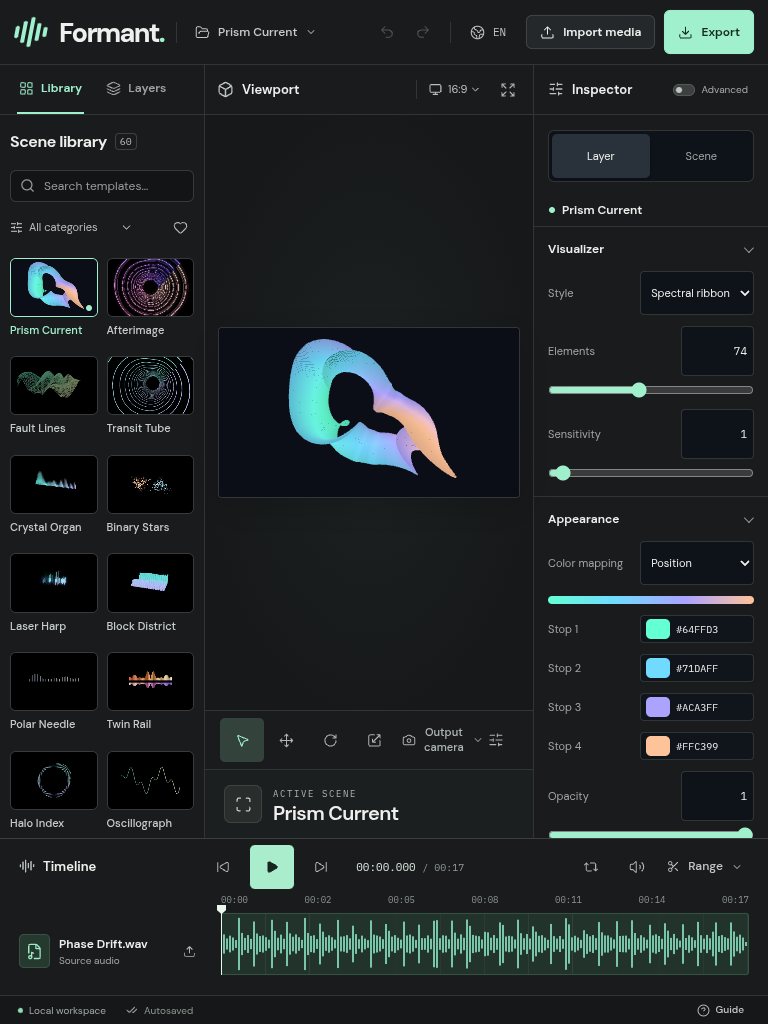 Formant.
Prism Current
EN
Import media
Export
Library
Layers
Viewport
16:9
Inspector
Advanced
Scene library
60
Search templates...
All categories
Prism Current
Afterimage
Fault Lines
Transit Tube
Crystal Organ
Binary Stars
Laser Harp
Block District
Polar Needle
Twin Rail
Halo Index
Oscillograph
Output camera
ACTIVE SCENE
Prism Current
Layer
Scene
Prism Current
Visualizer
Style
Spectral ribbon
Elements
74
Sensitivity
1
Appearance
Color mapping
Position
Stop 1
#64FFD3
Stop 2
#71DAFF
Stop 3
#ACA3FF
Stop 4
#FFC399
Opacity
1
Timeline
00:00.000 / 00:17
Range
00:00
00:02
00:05
00:08
00:11
00:14
00:17
Phase Drift.wav
Source audio
Local workspace
Autosaved
Guide